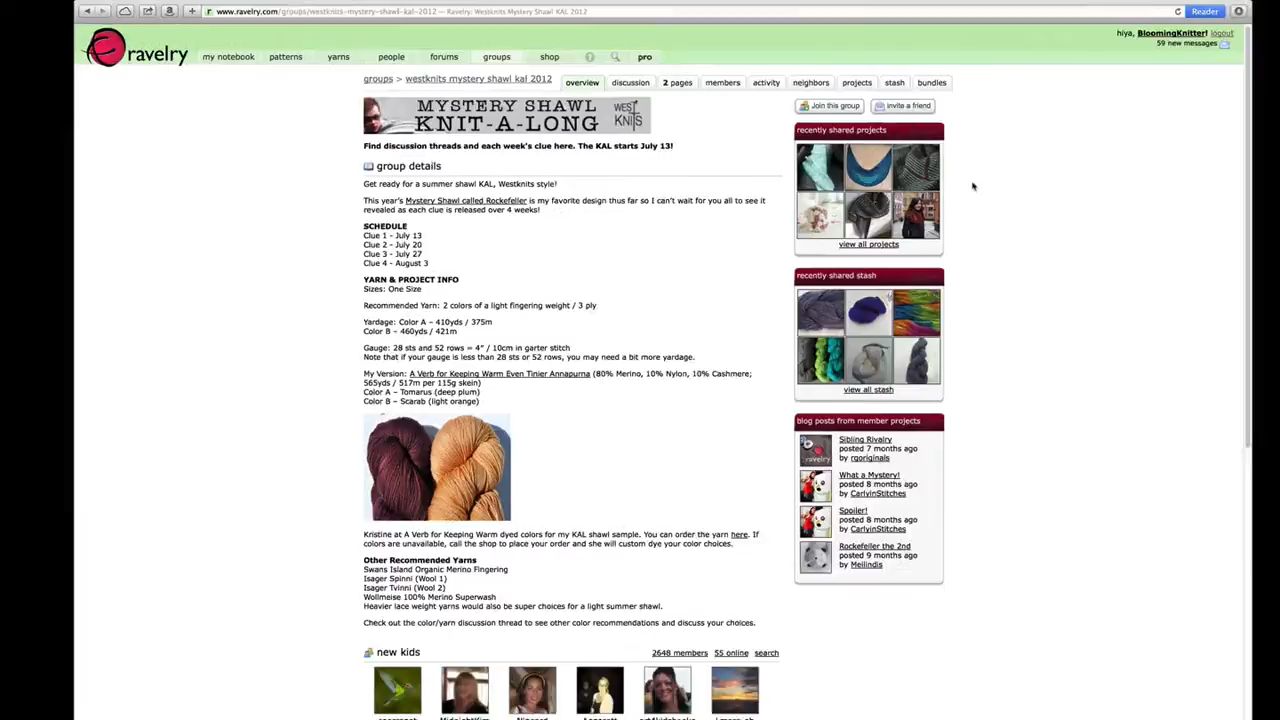 www.ravelry.com/groups/westknits-mystery-shawl-kal-2012 — Ravelry: Westknits Mystery Shawl KAL 2012
Reader
ravelry
my notebook patterns yarns people forums groups shop pro
hiya, BloomingKnitter! logout
59 new messages
groups > westknits mystery shawl kal 2012
overview discussion 2 pages members activity neighbors projects stash bundles
MYSTERY SHAWL
KNIT-A-LONG
WEST
KNITS
Join this group invite a friend
Find discussion threads and each week's clue here. The KAL starts July 13!
group details
Get ready for a summer shawl KAL, Westknits style!
This year's Mystery Shawl called Rockefeller is my favorite design thus far so I can't wait for you all to see it
revealed as each clue is released over 4 weeks!
SCHEDULE
Clue 1 - July 13
Clue 2 - July 20
Clue 3 - July 27
Clue 4 - August 3
YARN & PROJECT INFO
Sizes: One Size
Recommended Yarn: 2 colors of a light fingering weight / 3 ply
Yardage: Color A – 410yds / 375m
Color B – 460yds / 421m
Gauge: 28 sts and 52 rows = 4" / 10cm in garter stitch
Note that if your gauge is less than 28 sts or 52 rows, you may need a bit more yardage.
My Version: A Verb for Keeping Warm Even Tinier Annapurna (80% Merino, 10% Nylon, 10% Cashmere;
565yds / 517m per 115g skein)
Color A – Tomarus (deep plum)
Color B – Scarab (light orange)
Kristine at A Verb for Keeping Warm dyed colors for my KAL shawl sample. You can order the yarn here. If
colors are unavailable, call the shop to place your order and she will custom dye your color choices.
Other Recommended Yarns
Swans Island Organic Merino Fingering
Isager Spinni (Wool 1)
Isager Tvinni (Wool 2)
Wollmeise 100% Merino Superwash
Heavier lace weight yarns would also be super choices for a light summer shawl.
Check out the color/yarn discussion thread to see other color recommendations and discuss your choices.
new kids
2648 members 55 online search
recently shared projects
view all projects
recently shared stash
view all stash
blog posts from member projects
Sibling Rivalry
posted 7 months ago
by rgoriginals
What a Mystery!
posted 8 months ago
by CarlyinStitches
Spoiler!
posted 8 months ago
by CarlyinStitches
Rockefeller the 2nd
posted 9 months ago
by Meilindis